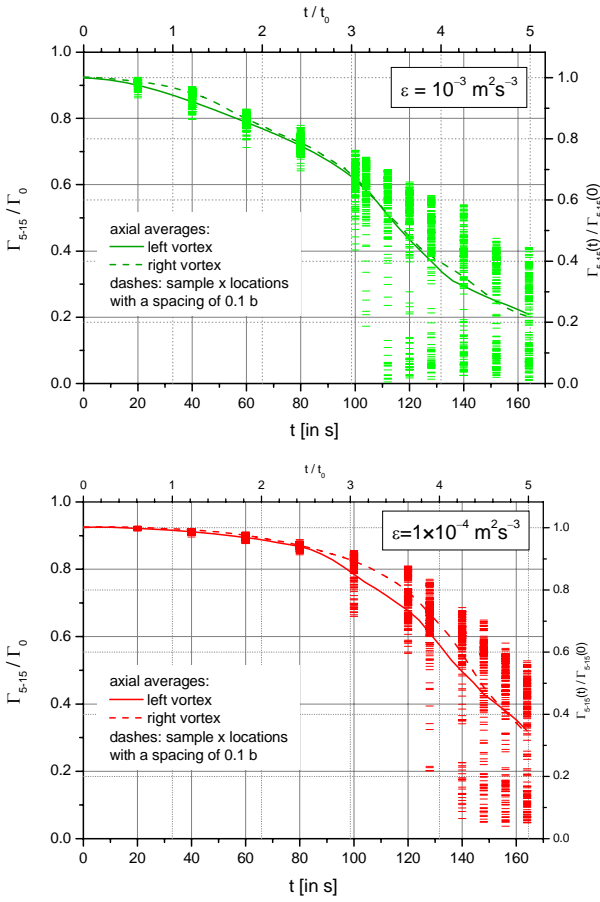 t / t₀
0 1 2 3 4 5
1.0
0.8
0.6
0.4
0.2
0.0
Γ₅₋₁₅ / Γ₀
ε = 10⁻³ m²s⁻³
axial averages:
left vortex
right vortex
dashes: sample x locations
with a spacing of 0.1 b
1.0
0.8
0.6
0.4
0.2
0.0
Γ₅₋₁₅(t) / Γ₅₋₁₅(0)
0 20 40 60 80 100 120 140 160
t [in s]
t / t₀
0 1 2 3 4 5
1.0
0.8
0.6
0.4
0.2
0.0
Γ₅₋₁₅ / Γ₀
ε=1×10⁻⁴ m²s⁻³
axial averages:
left vortex
right vortex
dashes: sample x locations
with a spacing of 0.1 b
1.0
0.8
0.6
0.4
0.2
0.0
Γ₅₋₁₅(t) / Γ₅₋₁₅(0)
0 20 40 60 80 100 120 140 160
t [in s]